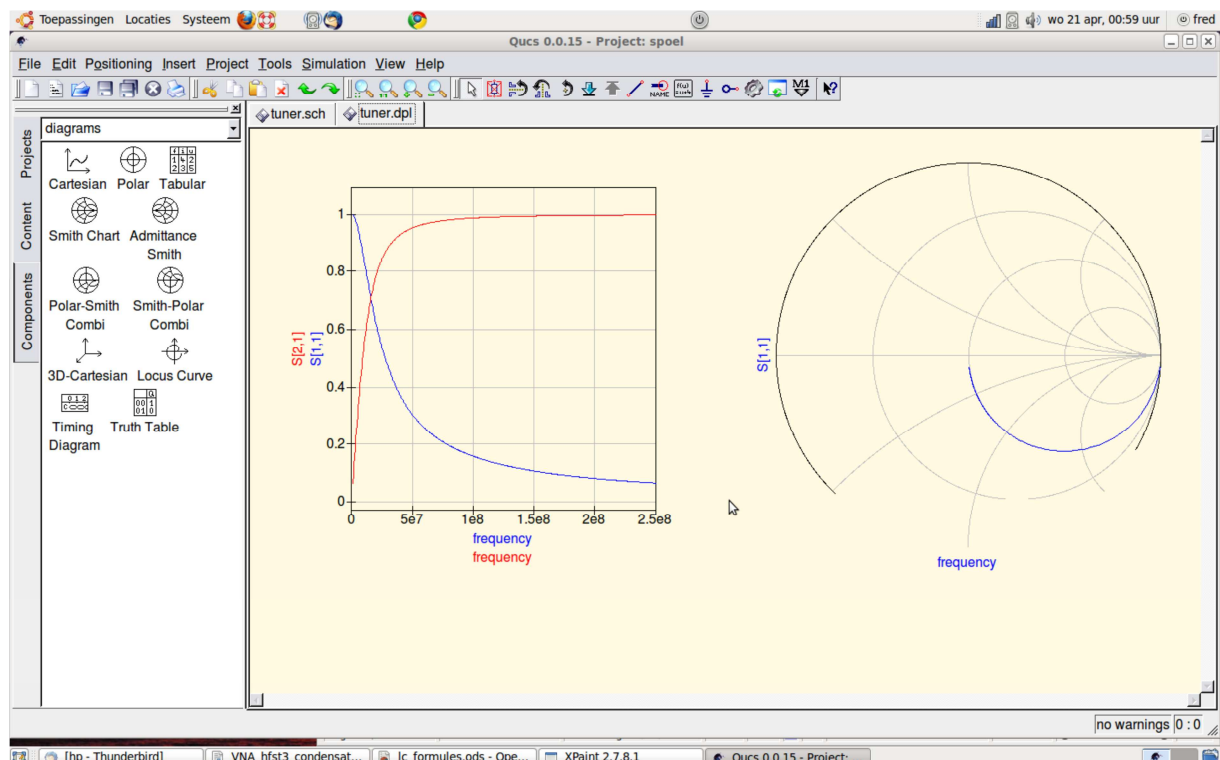 Toepassingen Locaties Systeem wo 21 apr, 00:59 uur fred
Qucs 0.0.15 - Project: spoel
File Edit Positioning Insert Project Tools Simulation View Help
tuner.sch tuner.dpl
Projects
Content
Components
diagrams
Cartesian Polar Tabular
Smith Chart Admittance Smith
Polar-Smith Combi Smith-Polar Combi
3D-Cartesian Locus Curve
Timing Diagram Truth Table
S[2,1]
S[1,1]
1
0.8
0.6
0.4
0.2
0
0 5e7 1e8 1.5e8 2e8 2.5e8
frequency
frequency
S[1,1]
frequency
no warnings 0 : 0
[hp - Thunderbird] VNA_hfst3_condensat... lc_formules.ods - Ope... XPaint 2.7.8.1 Qucs 0.0.15 - Project: